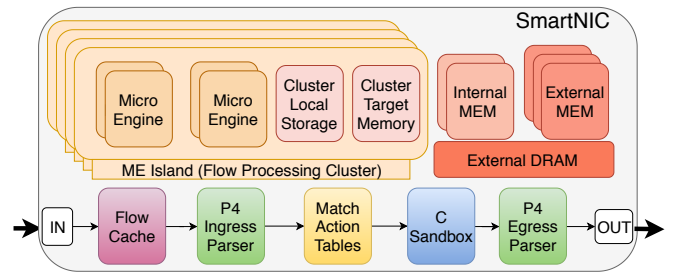 SmartNIC
Micro
Engine
Micro
Engine
Cluster
Local
Storage
Cluster
Target
Memory
ME Island (Flow Processing Cluster)
Internal
MEM
External
MEM
External DRAM
IN
Flow
Cache
P4
Ingress
Parser
Match
Action
Tables
C
Sandbox
P4
Egress
Parser
OUT